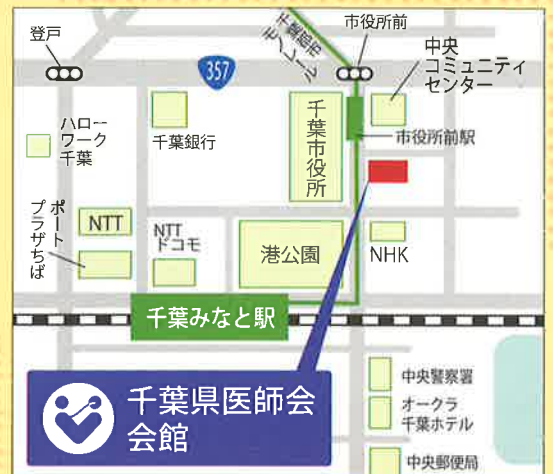 登戸
千葉都市
モノレール
市役所前
357
中央
コミュニティ
センター
ハロー
ワーク
千葉
千葉銀行
千葉市役所
市役所前駅
ポート
プラザちば
NTT
NTT
ドコモ
港公園
NHK
千葉みなと駅
千葉県医師会
会館
中央警察署
オークラ
千葉ホテル
中央郵便局